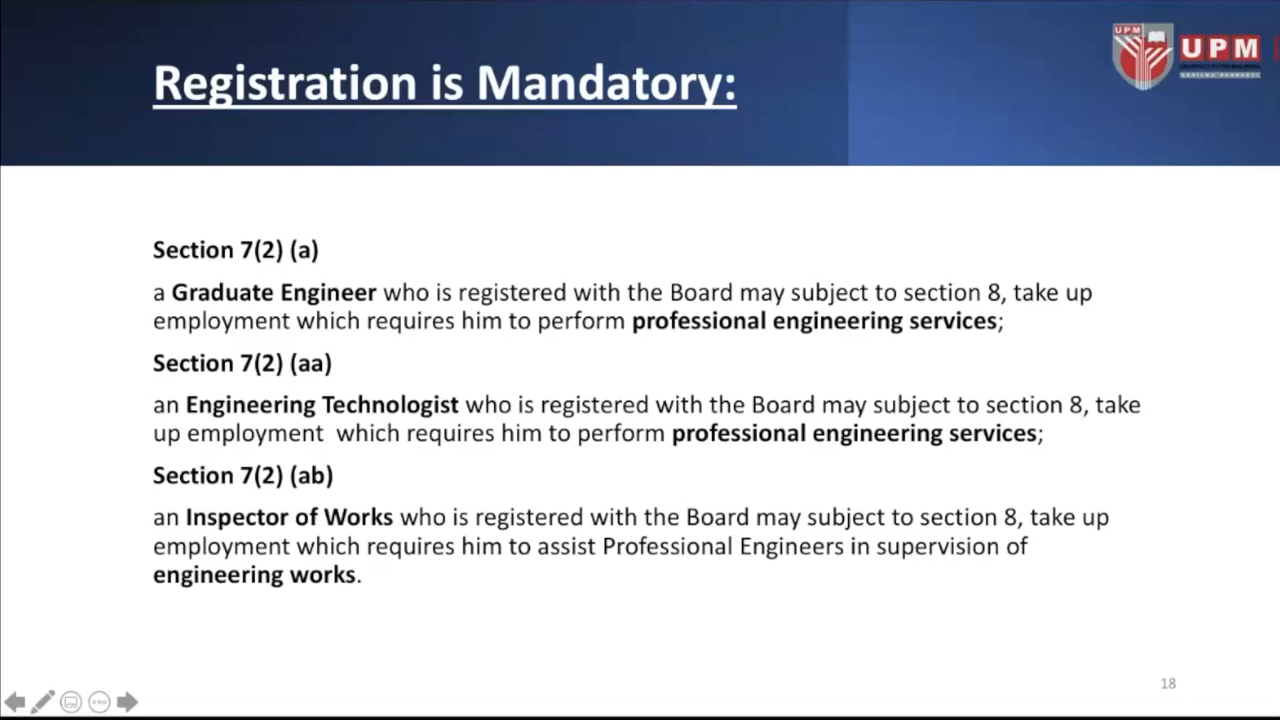 UPM
UPM
Registration is Mandatory:
Section 7(2) (a)
a Graduate Engineer who is registered with the Board may subject to section 8, take up
employment which requires him to perform professional engineering services;
Section 7(2) (aa)
an Engineering Technologist who is registered with the Board may subject to section 8, take
up employment  which requires him to perform professional engineering services;
Section 7(2) (ab)
an Inspector of Works who is registered with the Board may subject to section 8, take up
employment which requires him to assist Professional Engineers in supervision of
engineering works.
18